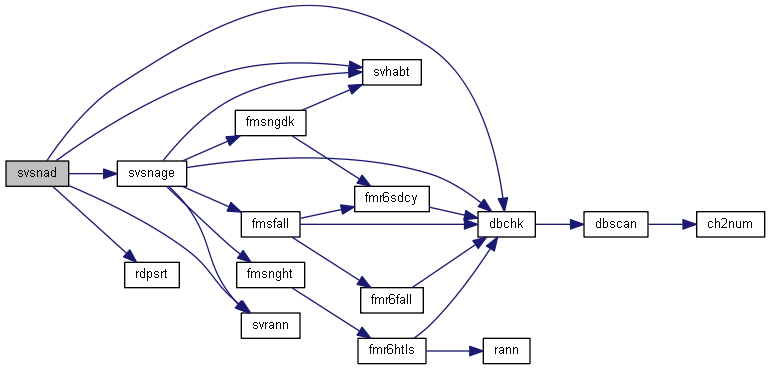 svsnad
svsnage
rdpsrt
fmsngdk
fmsfall
fmsnght
svrann
svhabt
fmr6sdcy
fmr6fall
fmr6htls
dbchk
rann
dbscan
ch2num